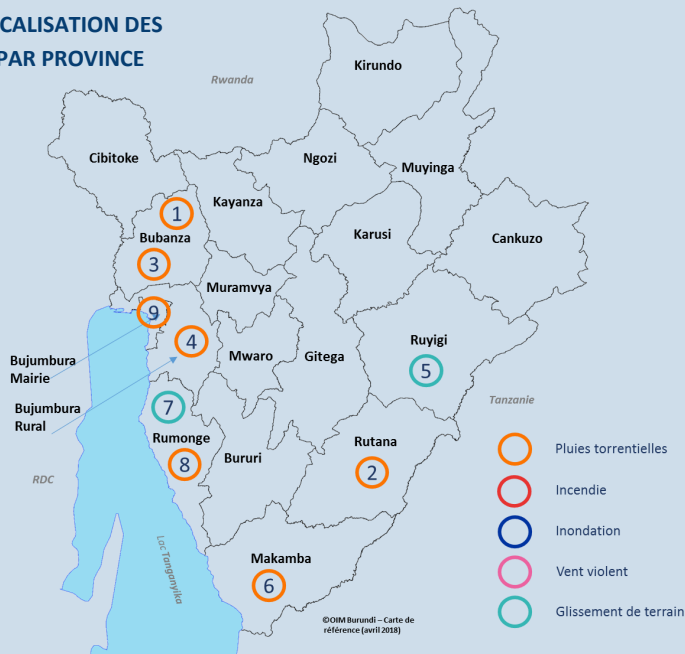 CALISATION DES
PAR PROVINCE
Kirundo
Rwanda
Cibitoke
Ngozi
Muyinga
Kayanza
1
Bubanza
Karusi
Cankuzo
3
Muramvya
9
4
Ruyigi
Bujumbura
Mairie
Mwaro
Gitega
5
Bujumbura
Rural
7
Tanzanie
Rumonge
Rutana
Pluies torrentielles
8
Bururi
2
RDC
Incendie
Inondation
Lac Tanganyika
Makamba
Vent violent
6
Glissement de terrain
©OIM Burundi – Carte de
référence (avril 2018)